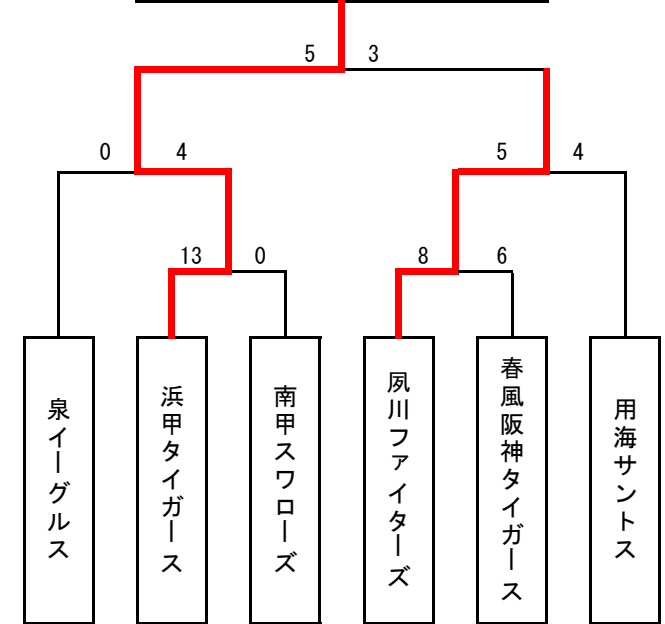 5 3
0 4 5 4
13 0 8 6
泉イーグルス
浜甲タイガース
南甲スワローズ
夙川ファイターズ
春風阪神タイガース
用海サントス